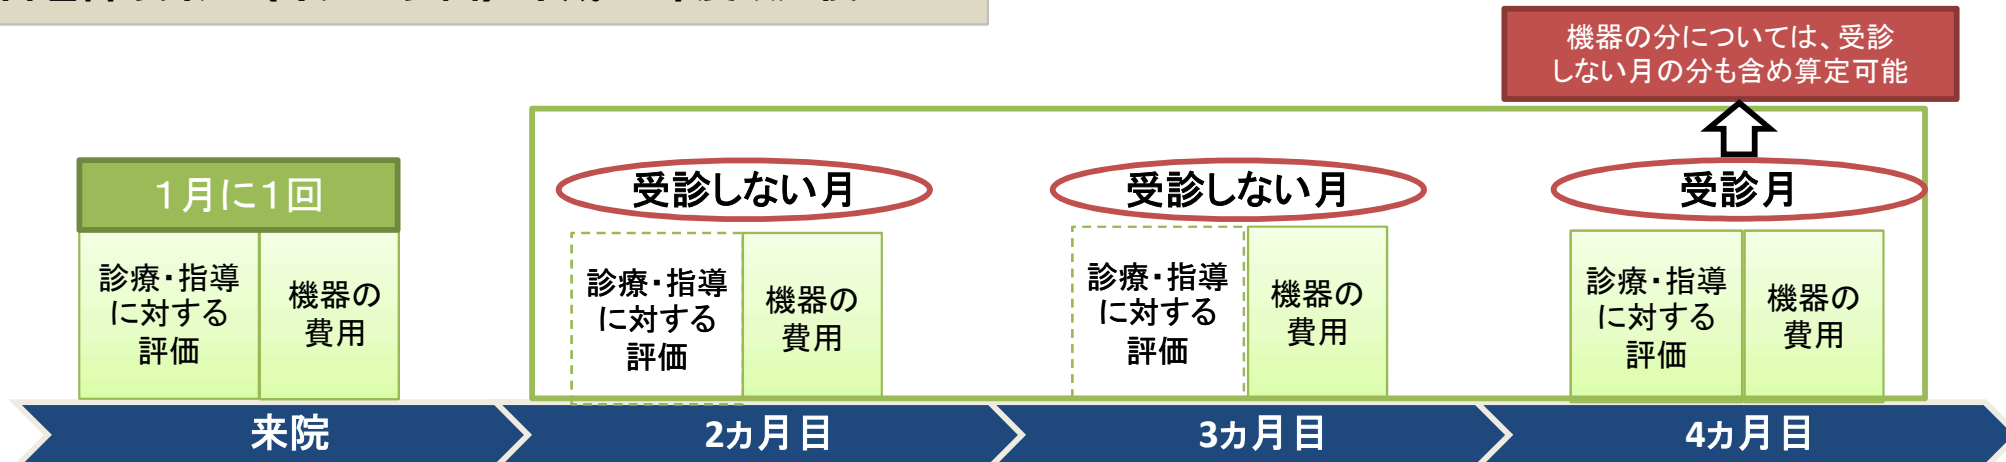 機器の分については、受診
しない月の分も含め算定可能
１月に１回
診療・指導
に対する
評価
機器の
費用
受診しない月
診療・指導
に対する
評価
機器の
費用
受診しない月
診療・指導
に対する
評価
機器の
費用
受診月
診療・指導
に対する
評価
機器の
費用
来院
2カ月目
3カ月目
4カ月目